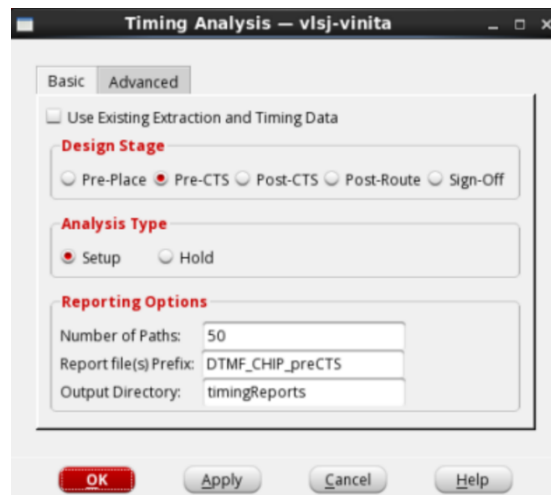 Timing Analysis — vlsj-vinita
Basic Advanced
Use Existing Extraction and Timing Data
Design Stage
Pre-Place Pre-CTS Post-CTS Post-Route Sign-Off
Analysis Type
Setup Hold
Reporting Options
Number of Paths: 50
Report file(s) Prefix: DTMF_CHIP_preCTS
Output Directory: timingReports
OK Apply Cancel Help